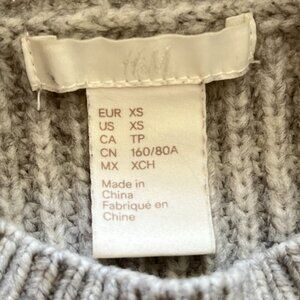 H&M
EUR XS
US XS
CA TP
CN 160/80A
MX XCH
Made in
China
Fabriqué en
Chine